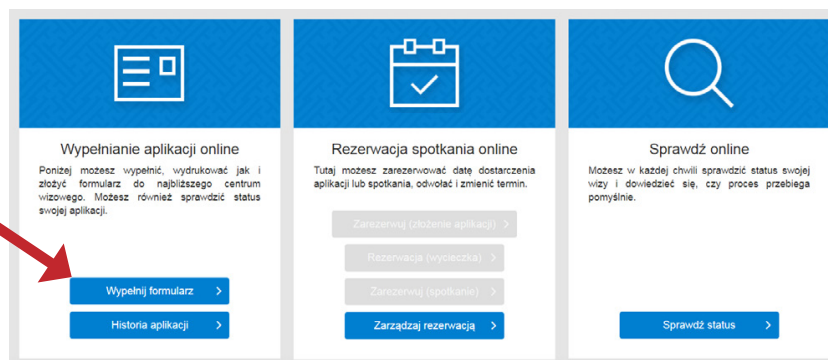 Wypełnianie aplikacji online
Poniżej możesz wypełnić, wydrukować jak i
złożyć formularz do najbliższego centrum
wizowego. Możesz również sprawdzić status
swojej aplikacji.
Wypełnij formularz >
Historia aplikacji >
Rezerwacja spotkania online
Tutaj możesz zarezerwować datę dostarczenia
aplikacji lub spotkania, odwołać i zmienić termin.
Zarezerwuj (złożenie aplikacji) >
Rezerwacja (wycieczka) >
Zarezerwuj (spotkanie) >
Zarządzaj rezerwacją >
Sprawdź online
Możesz w każdej chwili sprawdzić status swojej
wizy i dowiedzieć się, czy proces przebiega
pomyślnie.
Sprawdź status >